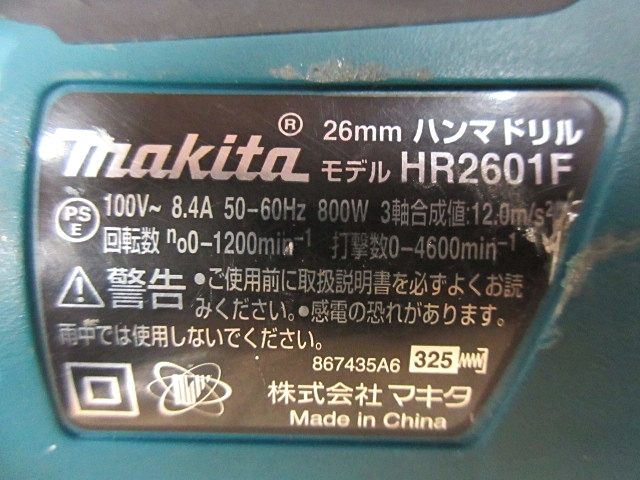 makita® 26mm ハンマドリル
モデル HR2601F
PSE 100V~ 8.4A 50-60Hz 800W 3軸合成値:12.0m/s²
回転数 n₀0-1200min⁻¹ 打撃数0-4600min⁻¹
警告 •ご使用前に取扱説明書を必ずよくお読
みください。•感電の恐れがあります。
雨中では使用しないでください。
867435A6 325
株式会社 マキタ
Made in China